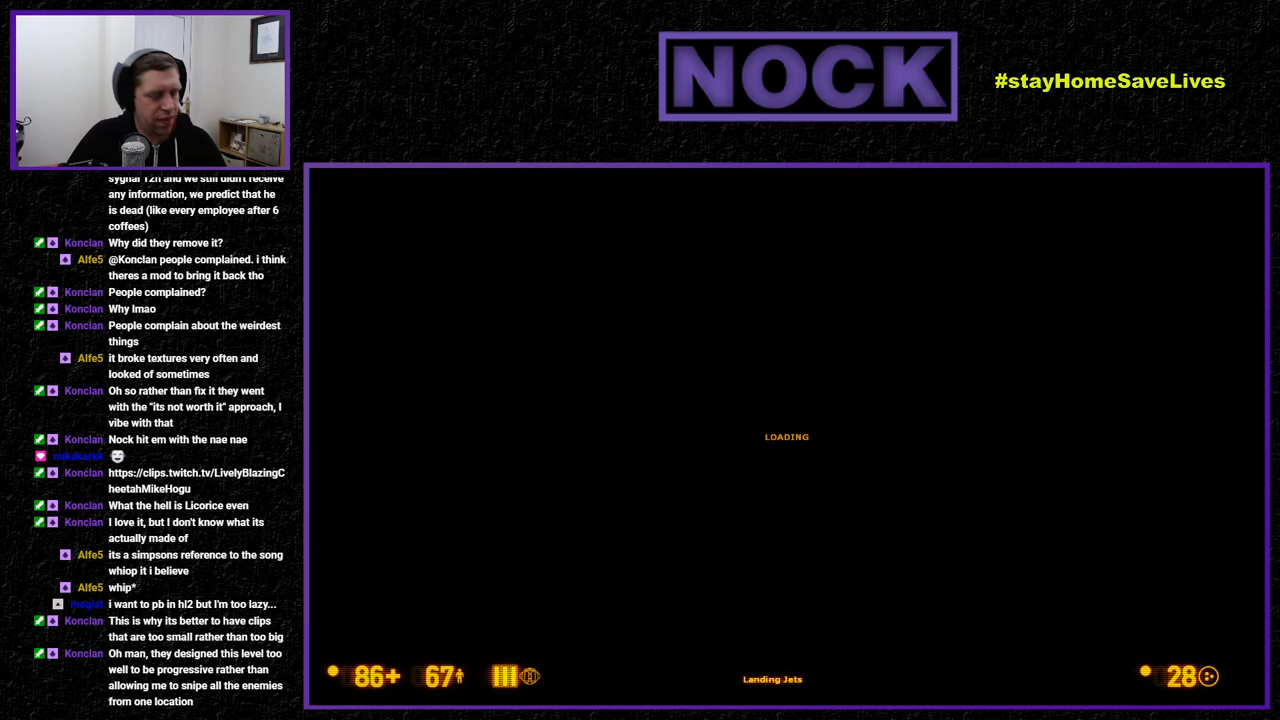 NOCK
#stayHomeSaveLives
sygnal 12h and we still didn't receive
any information, we predict that he
is dead (like every employee after 6
coffees)
Konclan Why did they remove it?
Alfe5 @Konclan people complained. i think
theres a mod to bring it back tho
Konclan People complained?
Konclan Why lmao
Konclan People complain about the weirdest
things
Alfe5 it broke textures very often and
looked of sometimes
Konclan Oh so rather than fix it they went
with the "its not worth it" approach, I
vibe with that
Konclan Nock hit em with the nae nae
Konclan https://clips.twitch.tv/LivelyBlazingC
heetahMikeHogu
Konclan What the hell is Licorice even
Konclan I love it, but I don't know what its
actually made of
Alfe5 its a simpsons reference to the song
whiop it i believe
Alfe5 whip*
i want to pb in hl2 but I'm too lazy...
Konclan This is why its better to have clips
that are too small rather than too big
Konclan Oh man, they designed this level too
well to be progressive rather than
allowing me to snipe all the enemies
from one location
LOADING
86 67 Landing Jets 28